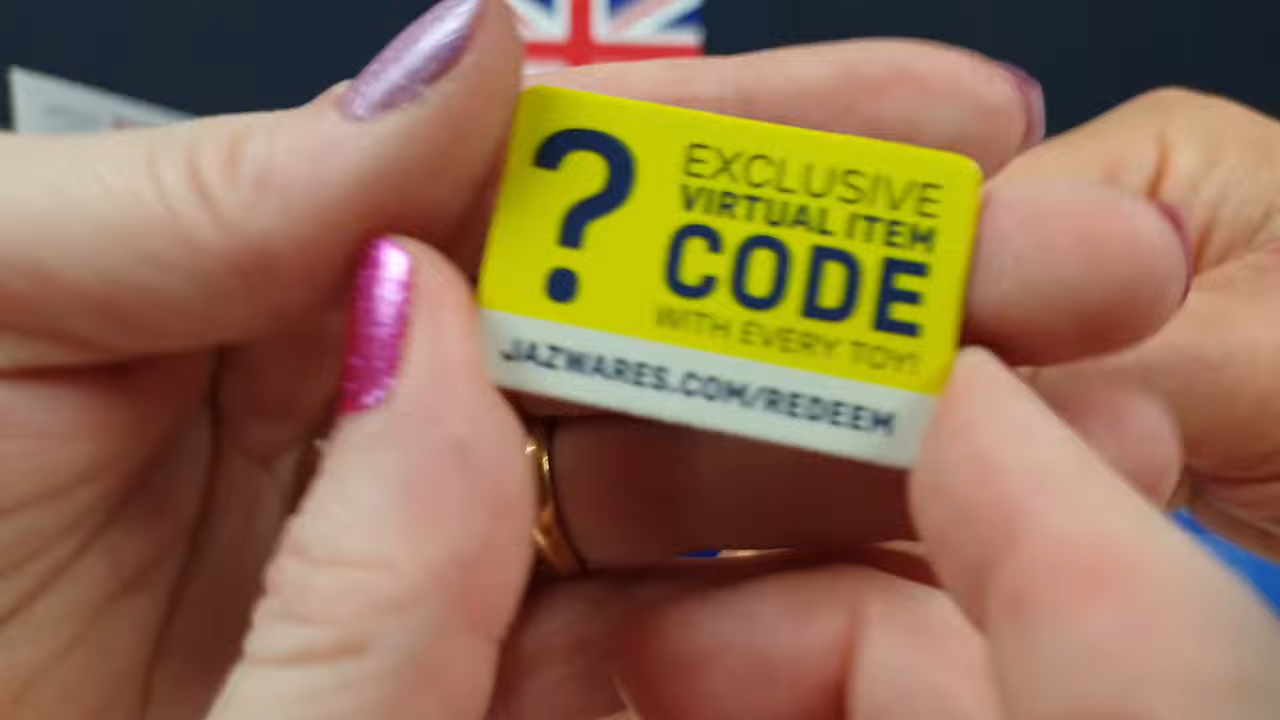 ?
EXCLUSIVE
VIRTUAL ITEM
CODE
WITH EVERY TOY!
JAZWARES.COM/REDEEM